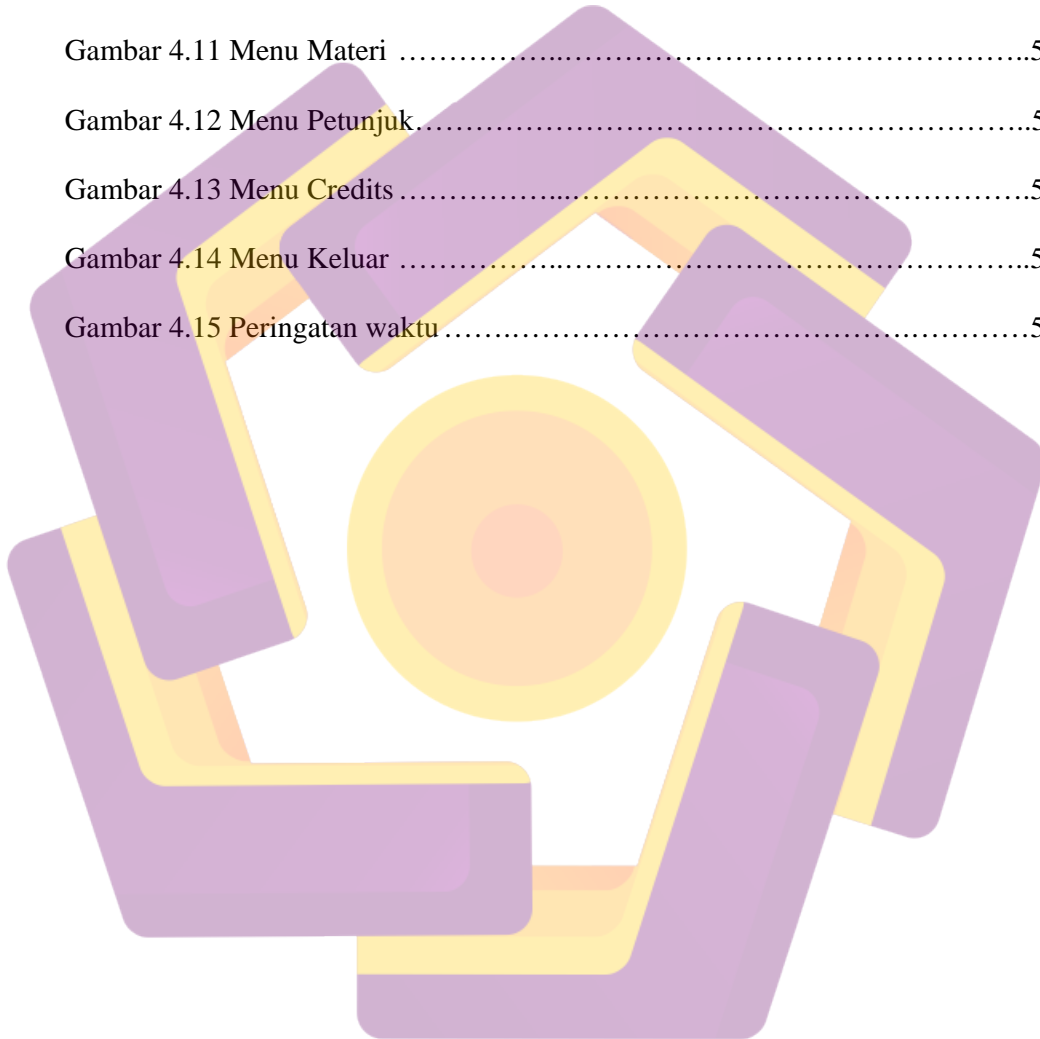 Gambar 4.11 Menu Materi ……………..……………………………………..5
Gambar 4.12 Menu Petunjuk…………………………………………………..5
Gambar 4.13 Menu Credits ……………...……………………………………5
Gambar 4.14 Menu Keluar ……………..……………………………………..5
Gambar 4.15 Peringatan waktu …………………………………………………5